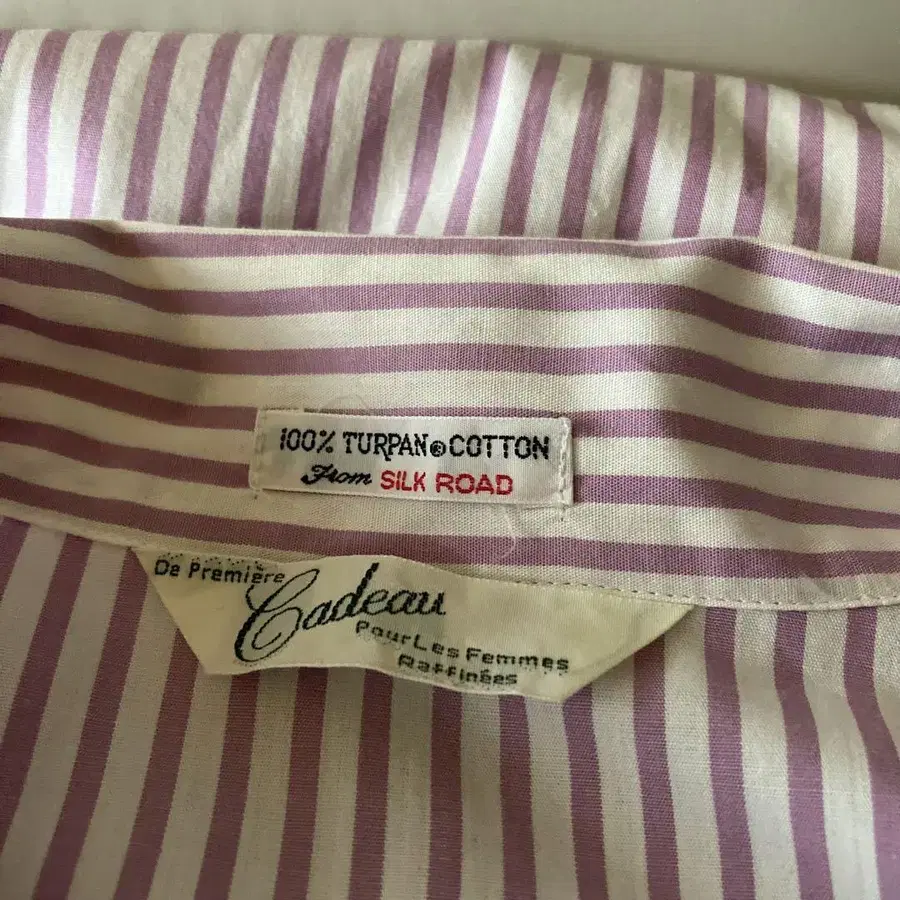 100% TURPAN® COTTON
From SILK ROAD
De Première
Cadeau
Pour Les Femmes
Raffinées